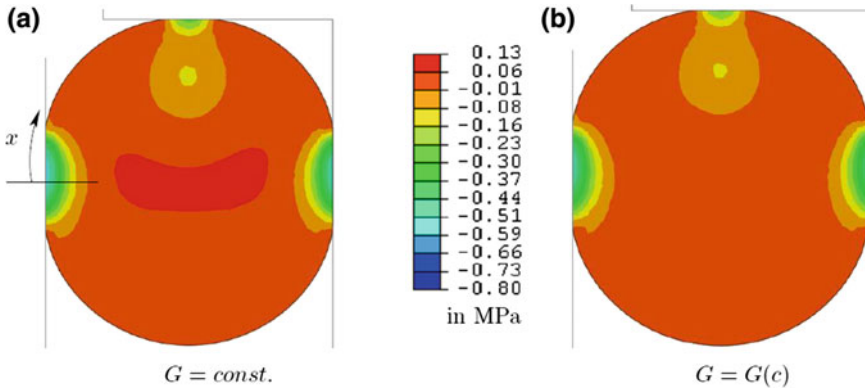 (a)
x
G = const.
0.13
0.06
-0.01
-0.08
-0.16
-0.23
-0.30
-0.37
-0.44
-0.51
-0.59
-0.66
-0.73
-0.80
in MPa
(b)
G = G(c)